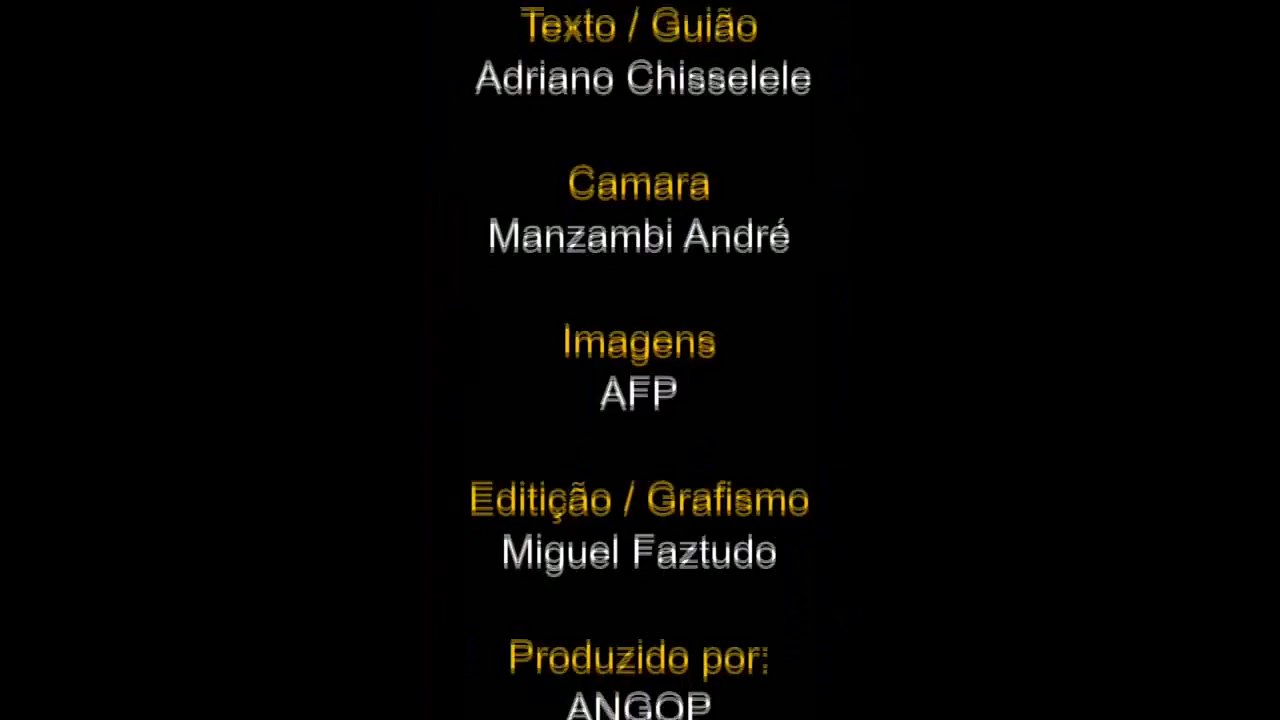 Texto / Guião
Adriano Chisselele
Camara
Manzambi André
Imagens
AFP
Editição / Grafismo
Miguel Faztudo
Produzido por:
ANGOP